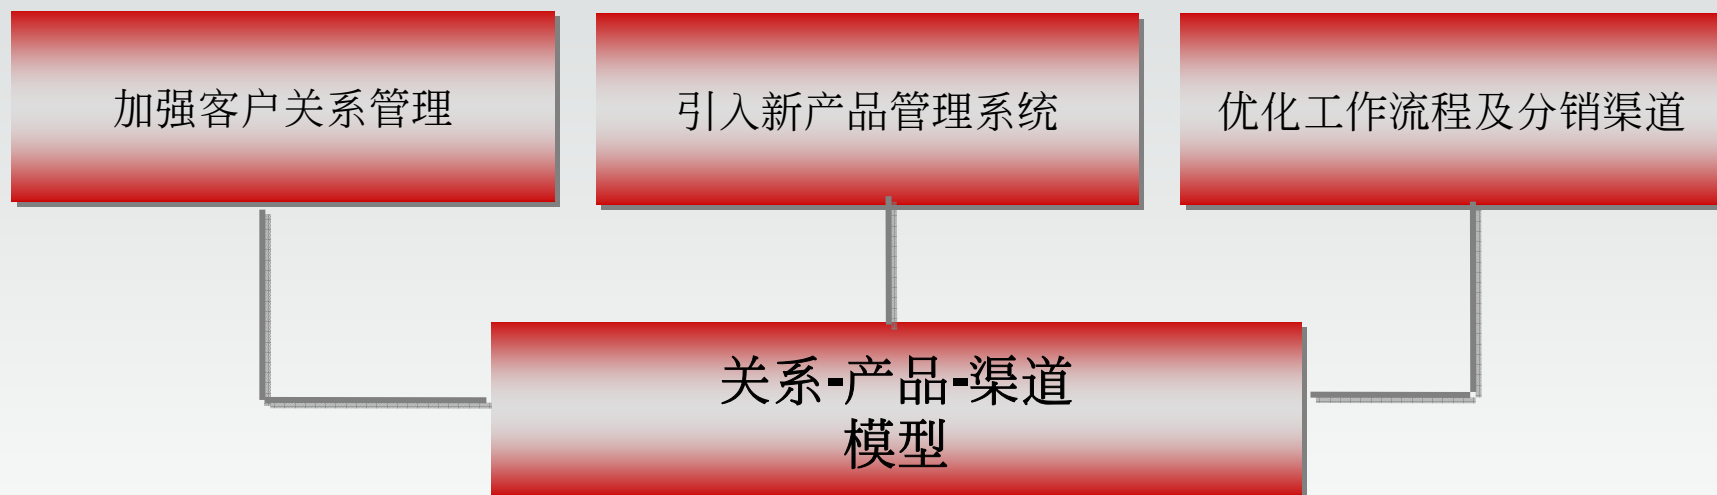 加强客户关系管理
引入新产品管理系统
优化工作流程及分销渠道
关系-产品-渠道
模型